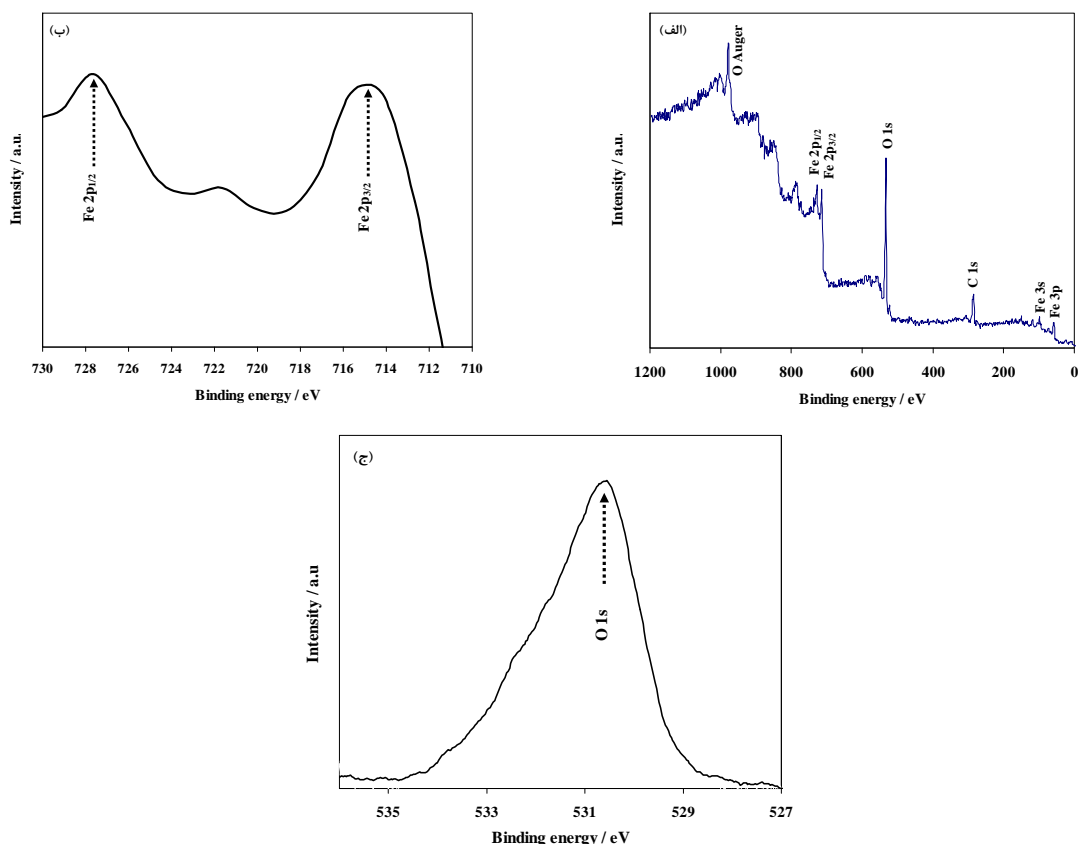 (ب)
Intensity / a.u.
Fe 2p1/2
Fe 2p3/2
730 728 726 724 722 720 718 716 714 712 710
Binding energy / eV
(الف)
Intensity / a.u.
O Auger
Fe 2p1/2
Fe 2p3/2
O 1s
C 1s
Fe 3s
Fe 3p
1200 1000 800 600 400 200 0
Binding energy / eV
(ج)
Intensity / a.u
O 1s
535 533 531 529 527
Binding energy / eV